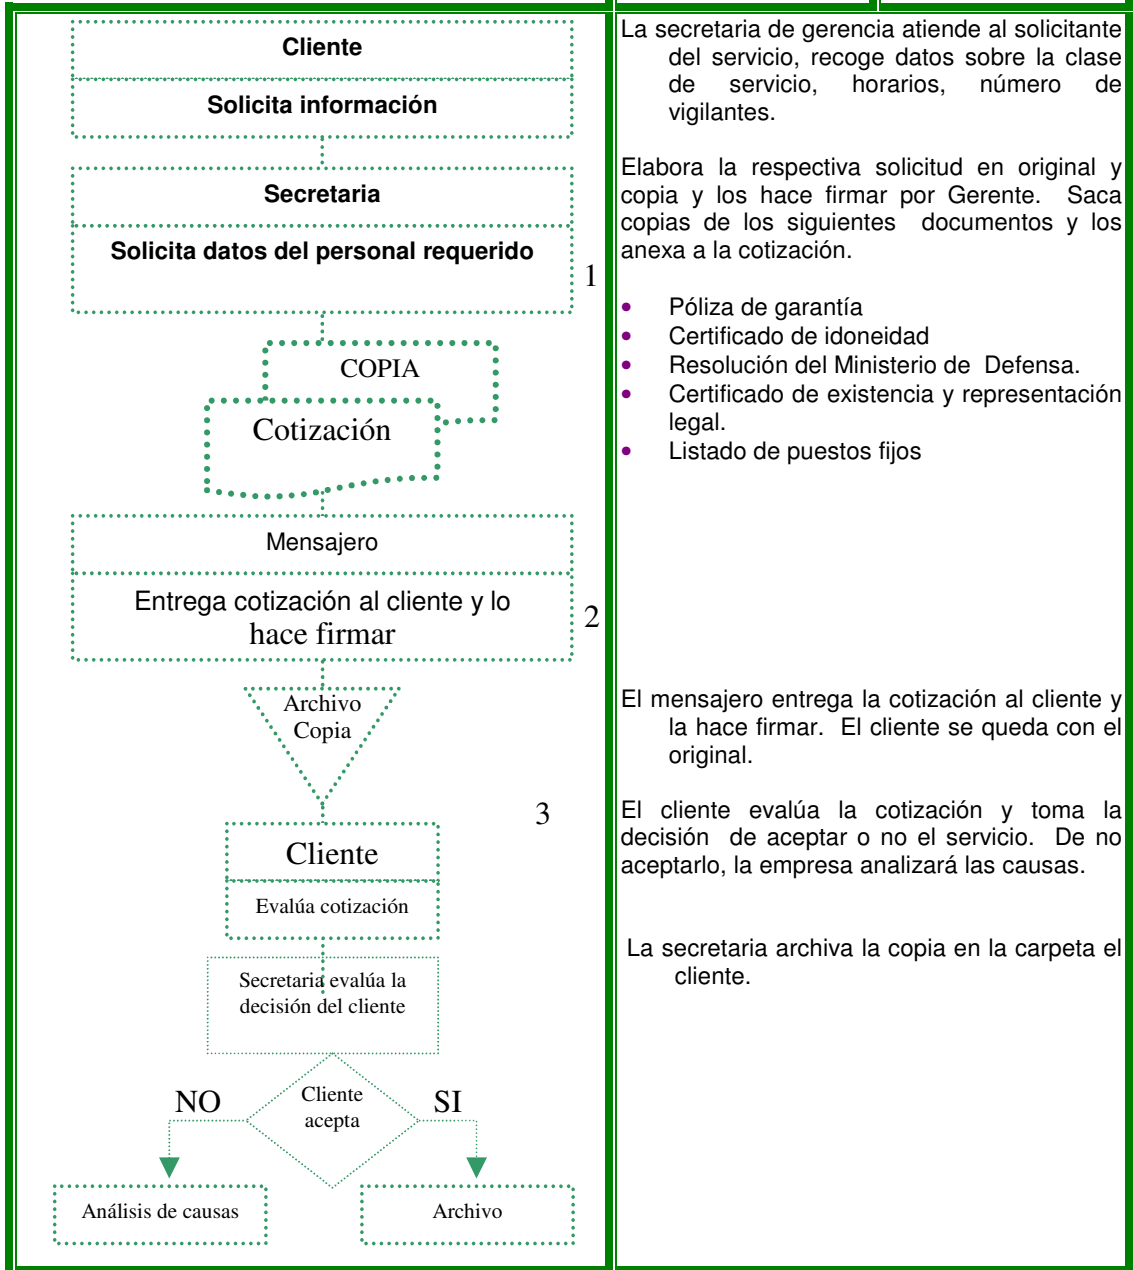 Cliente
Solicita información
Secretaria
Solicita datos del personal requerido
1
COPIA
Cotización
Mensajero
Entrega cotización al cliente y lo
hace firmar
2
Archivo
Copia
3
Cliente
Evalúa cotización
Secretaria evalúa la
decisión del cliente
Cliente
acepta
NO
SI
Análisis de causas
Archivo
La secretaria de gerencia atiende al solicitante
del servicio, recoge datos sobre la clase
de servicio, horarios, número de
vigilantes.
Elabora la respectiva solicitud en original y
copia y los hace firmar por Gerente. Saca
copias de los siguientes documentos y los
anexa a la cotización.
• Póliza de garantía
• Certificado de idoneidad
• Resolución del Ministerio de Defensa.
• Certificado de existencia y representación
legal.
• Listado de puestos fijos
El mensajero entrega la cotización al cliente y
la hace firmar. El cliente se queda con el
original.
El cliente evalúa la cotización y toma la
decisión de aceptar o no el servicio. De no
aceptarlo, la empresa analizará las causas.
La secretaria archiva la copia en la carpeta el
cliente.